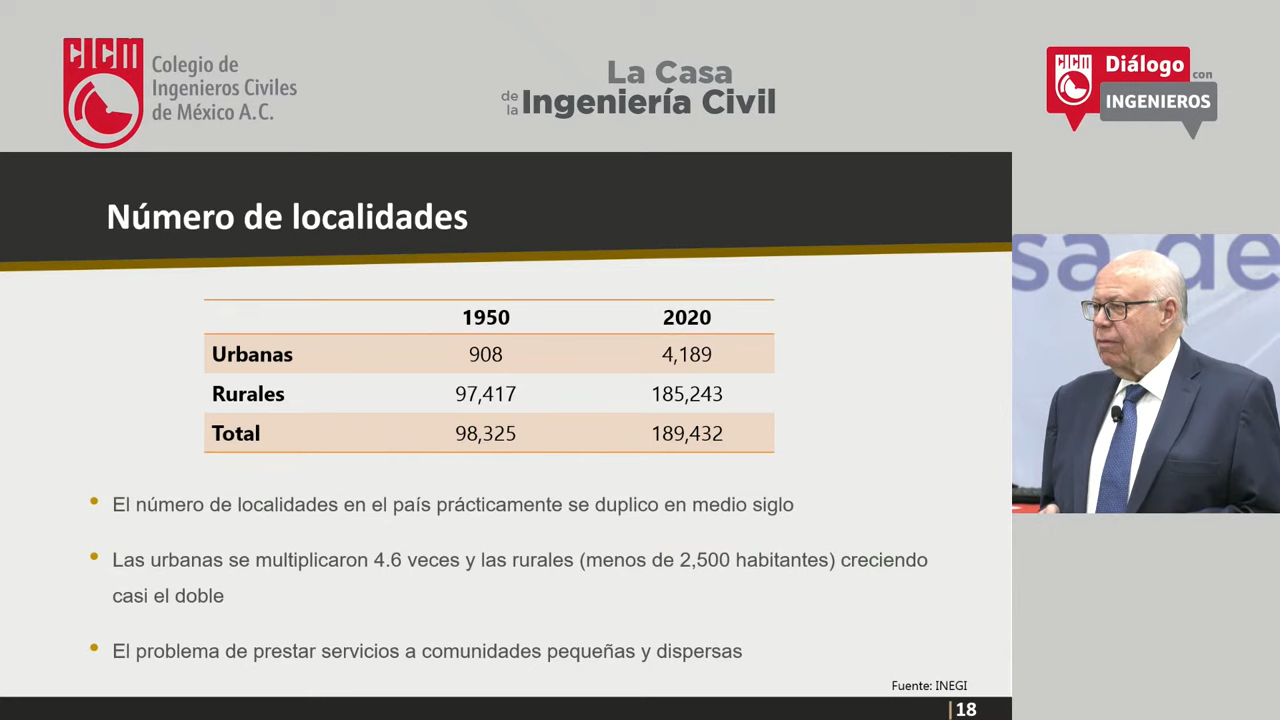 CICM
Colegio de
Ingenieros Civiles
de México A.C.
La Casa
de la Ingeniería Civil
CICM
Diálogo con
INGENIEROS
Número de localidades
1950 2020
Urbanas 908 4,189
Rurales 97,417 185,243
Total 98,325 189,432
• El número de localidades en el país prácticamente se duplico en medio siglo
• Las urbanas se multiplicaron 4.6 veces y las rurales (menos de 2,500 habitantes) creciendo
casi el doble
• El problema de prestar servicios a comunidades pequeñas y dispersas
Fuente: INEGI
18
sa de